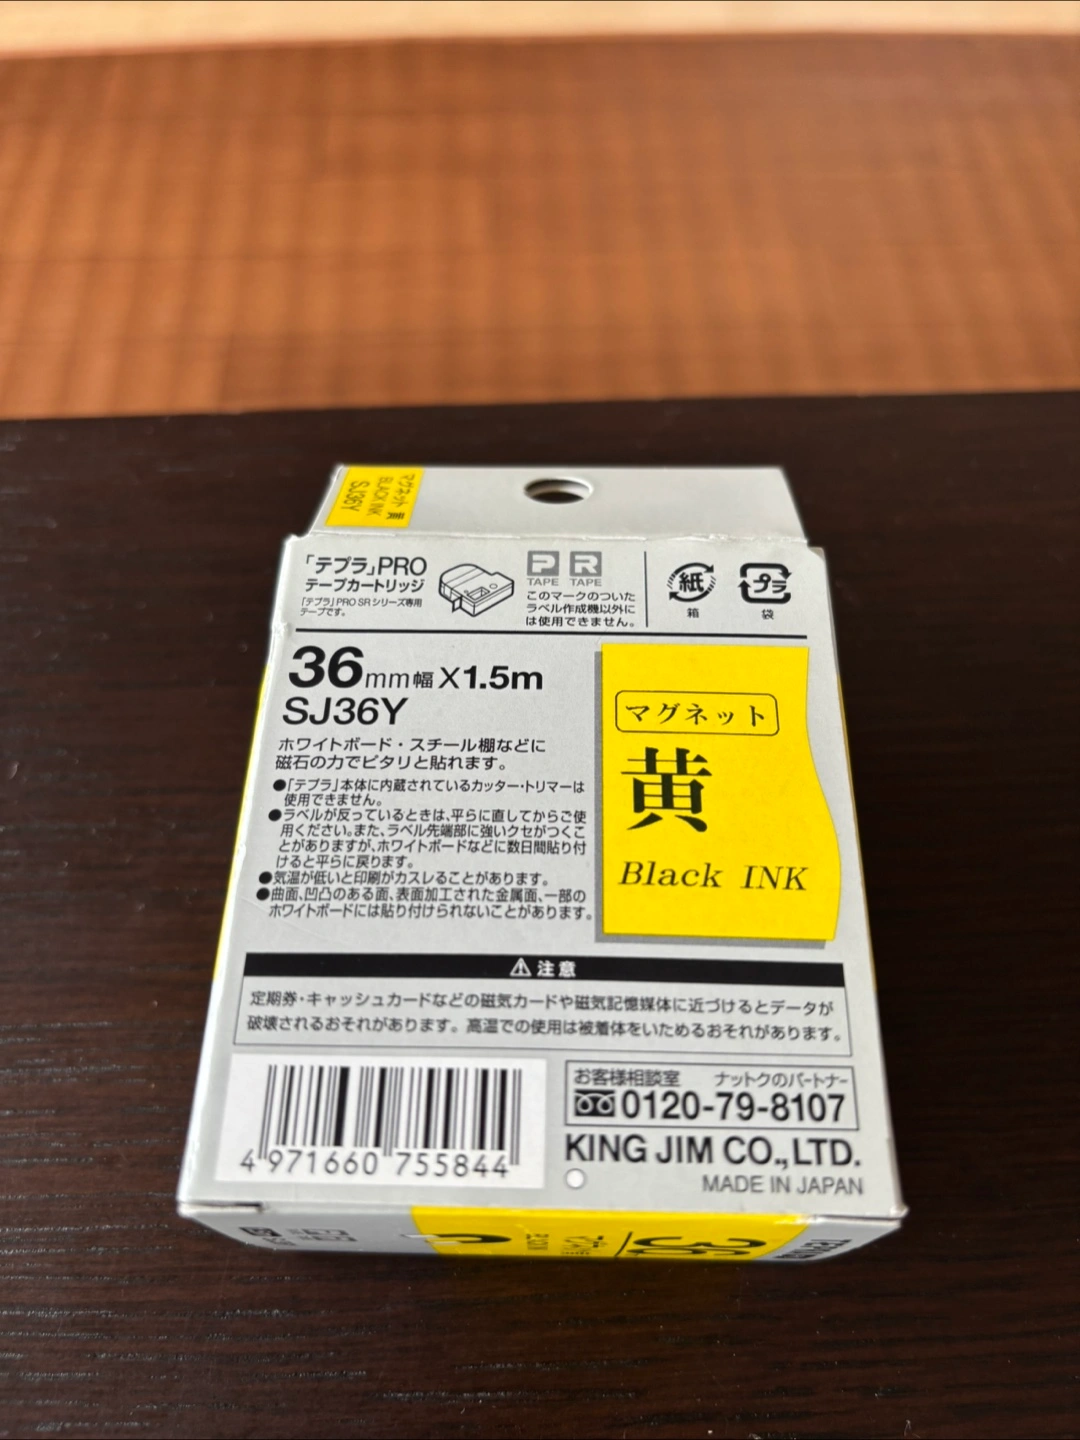 マグネット 黄
BLACK INK
SJ36Y
「テプラ」PRO
テープカートリッジ
「テプラ」PRO SRシリーズ専用
テープです。
P R
TAPE TAPE
このマークのついた
ラベル作成機以外に
は使用できません。
紙
箱
プラ
袋
36mm幅X1.5m
SJ36Y
ホワイトボード・スチール棚などに
磁石の力でピタリと貼れます。
●「テプラ」本体に内蔵されているカッター・トリマーは
使用できません。
●ラベルが反っているときは、平らに直してからご使
用ください。また、ラベル先端部に強いクセがつくこ
とがありますが、ホワイトボードなどに数日間貼り付
けると平らに戻ります。
●気温が低いと印刷がカスレることがあります。
●曲面、凹凸のある面、表面加工された金属面、一部の
ホワイトボードには貼り付けられないことがあります。
マグネット
黄
Black INK
注意
定期券・キャッシュカードなどの磁気カードや磁気記憶媒体に近づけるとデータが
破壊されるおそれがあります。高温での使用は被着体をいためるおそれがあります。
4 971660 755844
お客様相談室 ナットクのパートナー
0120-79-8107
KING JIM CO.,LTD.
MADE IN JAPAN
36